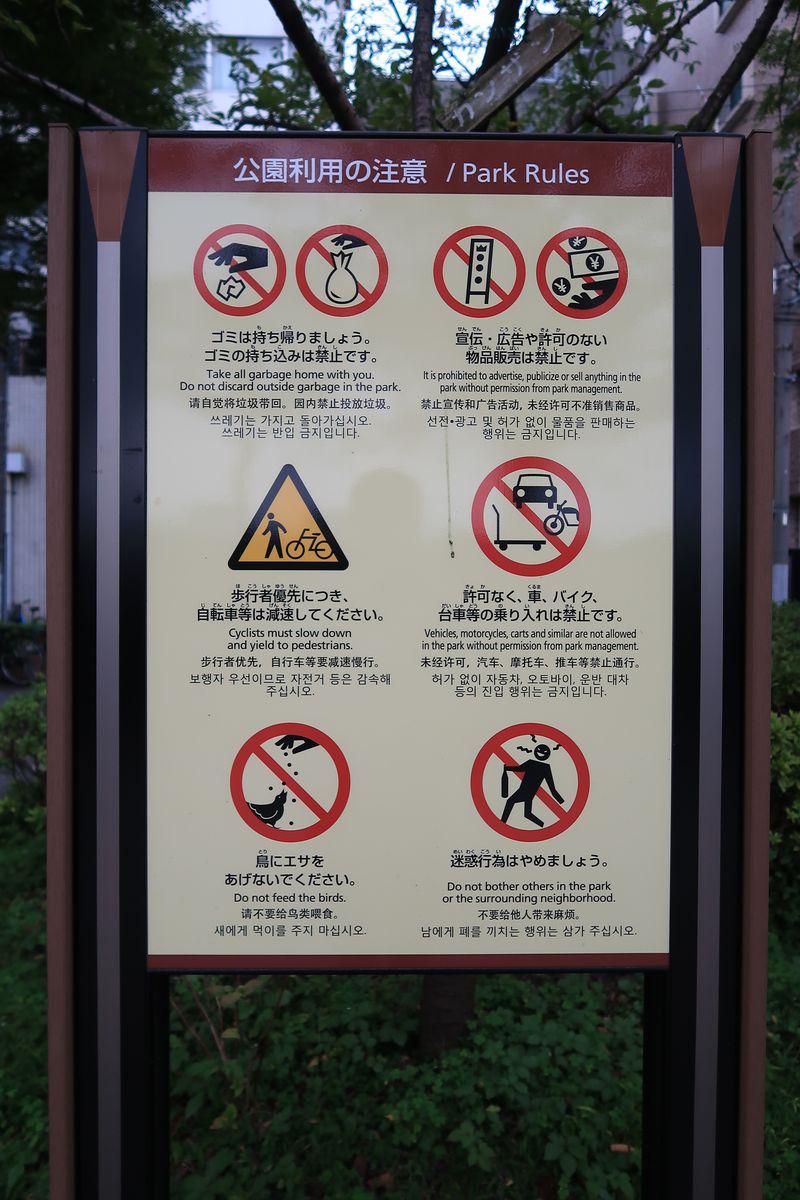 カンザン
公園利用の注意 / Park Rules
ゴミは持ち帰りましょう。
ゴミの持ち込みは禁止です。
Take all garbage home with you.
Do not discard outside garbage in the park.
请自觉将垃圾带回。园内禁止投放垃圾。
쓰레기는 가지고 돌아가십시오.
쓰레기는 반입 금지입니다.
宣伝・広告や許可のない
物品販売は禁止です。
It is prohibited to advertise, publicize or sell anything in the
park without permission from park management.
禁止宣传和广告活动，未经许可不准销售商品。
선전•광고 및 허가 없이 물품을 판매하는
행위는 금지입니다.
歩行者優先につき、
自転車等は減速してください。
Cyclists must slow down
and yield to pedestrians.
步行者优先，自行车等要减速慢行。
보행자 우선이므로 자전거 등은 감속해
주십시오.
許可なく、車、バイク、
台車等の乗り入れは禁止です。
Vehicles, motorcycles, carts and similar are not allowed
in the park without permission from park management.
未经许可，汽车、摩托车、推车等禁止通行。
허가 없이 자동차, 오토바이, 운반 대차
등의 진입 행위는 금지입니다.
鳥にエサを
あげないでください。
Do not feed the birds.
请不要给鸟类喂食。
새에게 먹이를 주지 마십시오.
迷惑行為はやめましょう。
Do not bother others in the park
or the surrounding neighborhood.
不要给他人带来麻烦。
남에게 폐를 끼치는 행위는 삼가 주십시오.